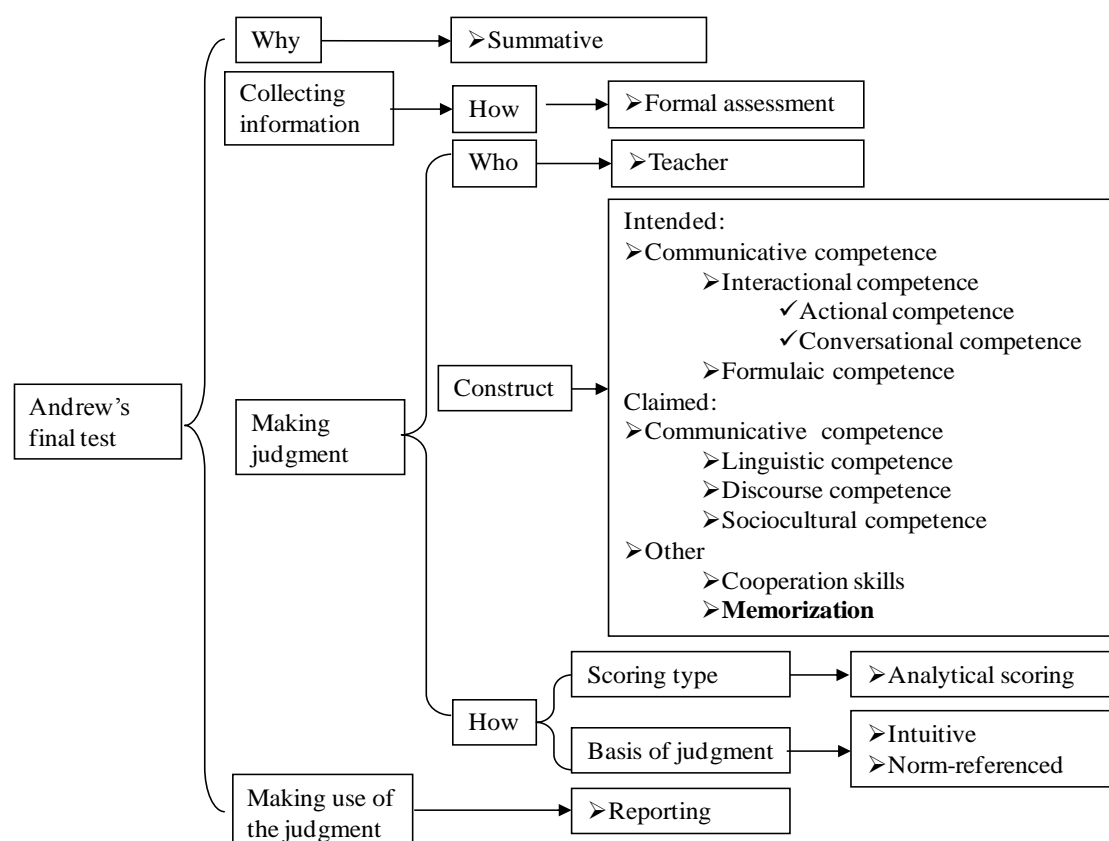 Why
➢Summative
Collecting
information
How
➢Formal assessment
Who
➢Teacher
Andrew's
final test
Making
judgment
Construct
Intended:
➢Communicative competence
➢Interactional competence
✓Actional competence
✓Conversational competence
➢Formulaic competence
Claimed:
➢Communicative competence
➢Linguistic competence
➢Discourse competence
➢Sociocultural competence
➢Other
➢Cooperation skills
➢Memorization
How
Scoring type
➢Analytical scoring
Basis of judgment
➢Intuitive
➢Norm-referenced
Making use of
the judgment
➢Reporting